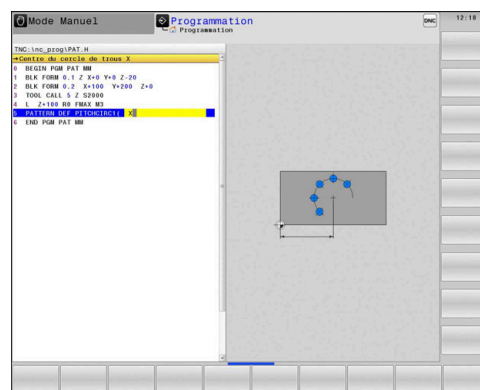 Mode Manuel
Programmation
Programmation
DNC
12:18
TNC:\nc_prog\PAT.H
→Centre du cercle de trous X
0 BEGIN PGM PAT MM
1 BLK FORM 0.1 Z X+0 Y+0 Z-20
2 BLK FORM 0.2 X+100 Y+200 Z+0
3 TOOL CALL 5 Z S2000
4 L Z+100 R0 FMAX M3
5 PATTERN DEF PITCHCIRC1( X
6 END PGM PAT MM